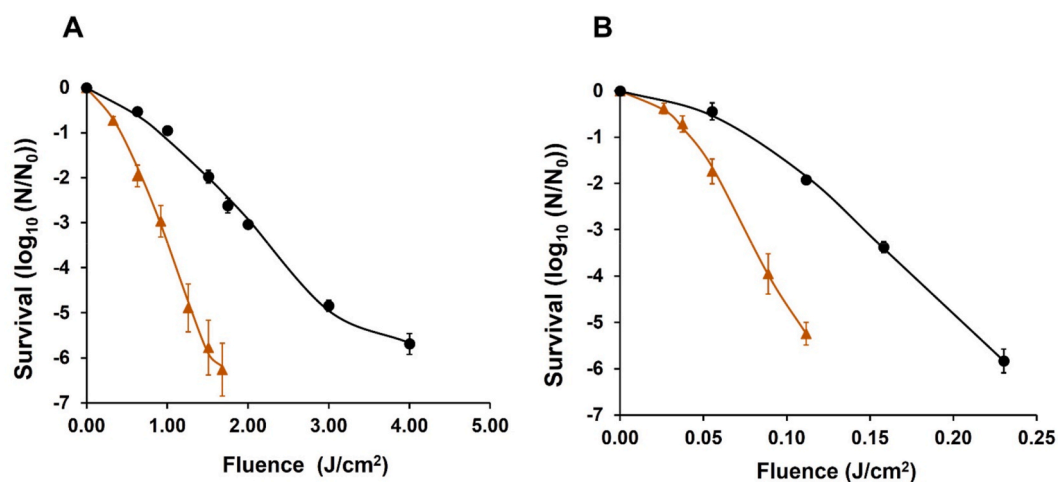 A
Survival (log₁₀ (N/N₀))
0
-1
-2
-3
-4
-5
-6
-7
0.00 1.00 2.00 3.00 4.00 5.00
Fluence (J/cm²)
B
Survival (log₁₀ (N/N₀))
0
-1
-2
-3
-4
-5
-6
-7
0.00 0.05 0.10 0.15 0.20 0.25
Fluence (J/cm²)